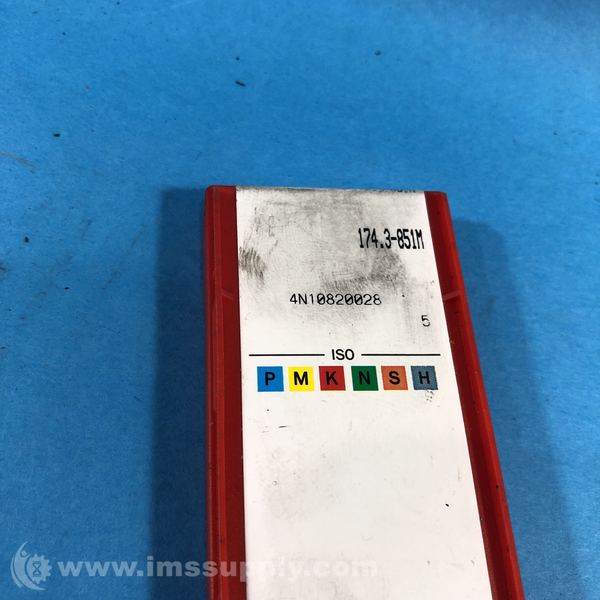 174.3-851M
4N10820028
5
ISO
P M K N S H
www.imssupply.com